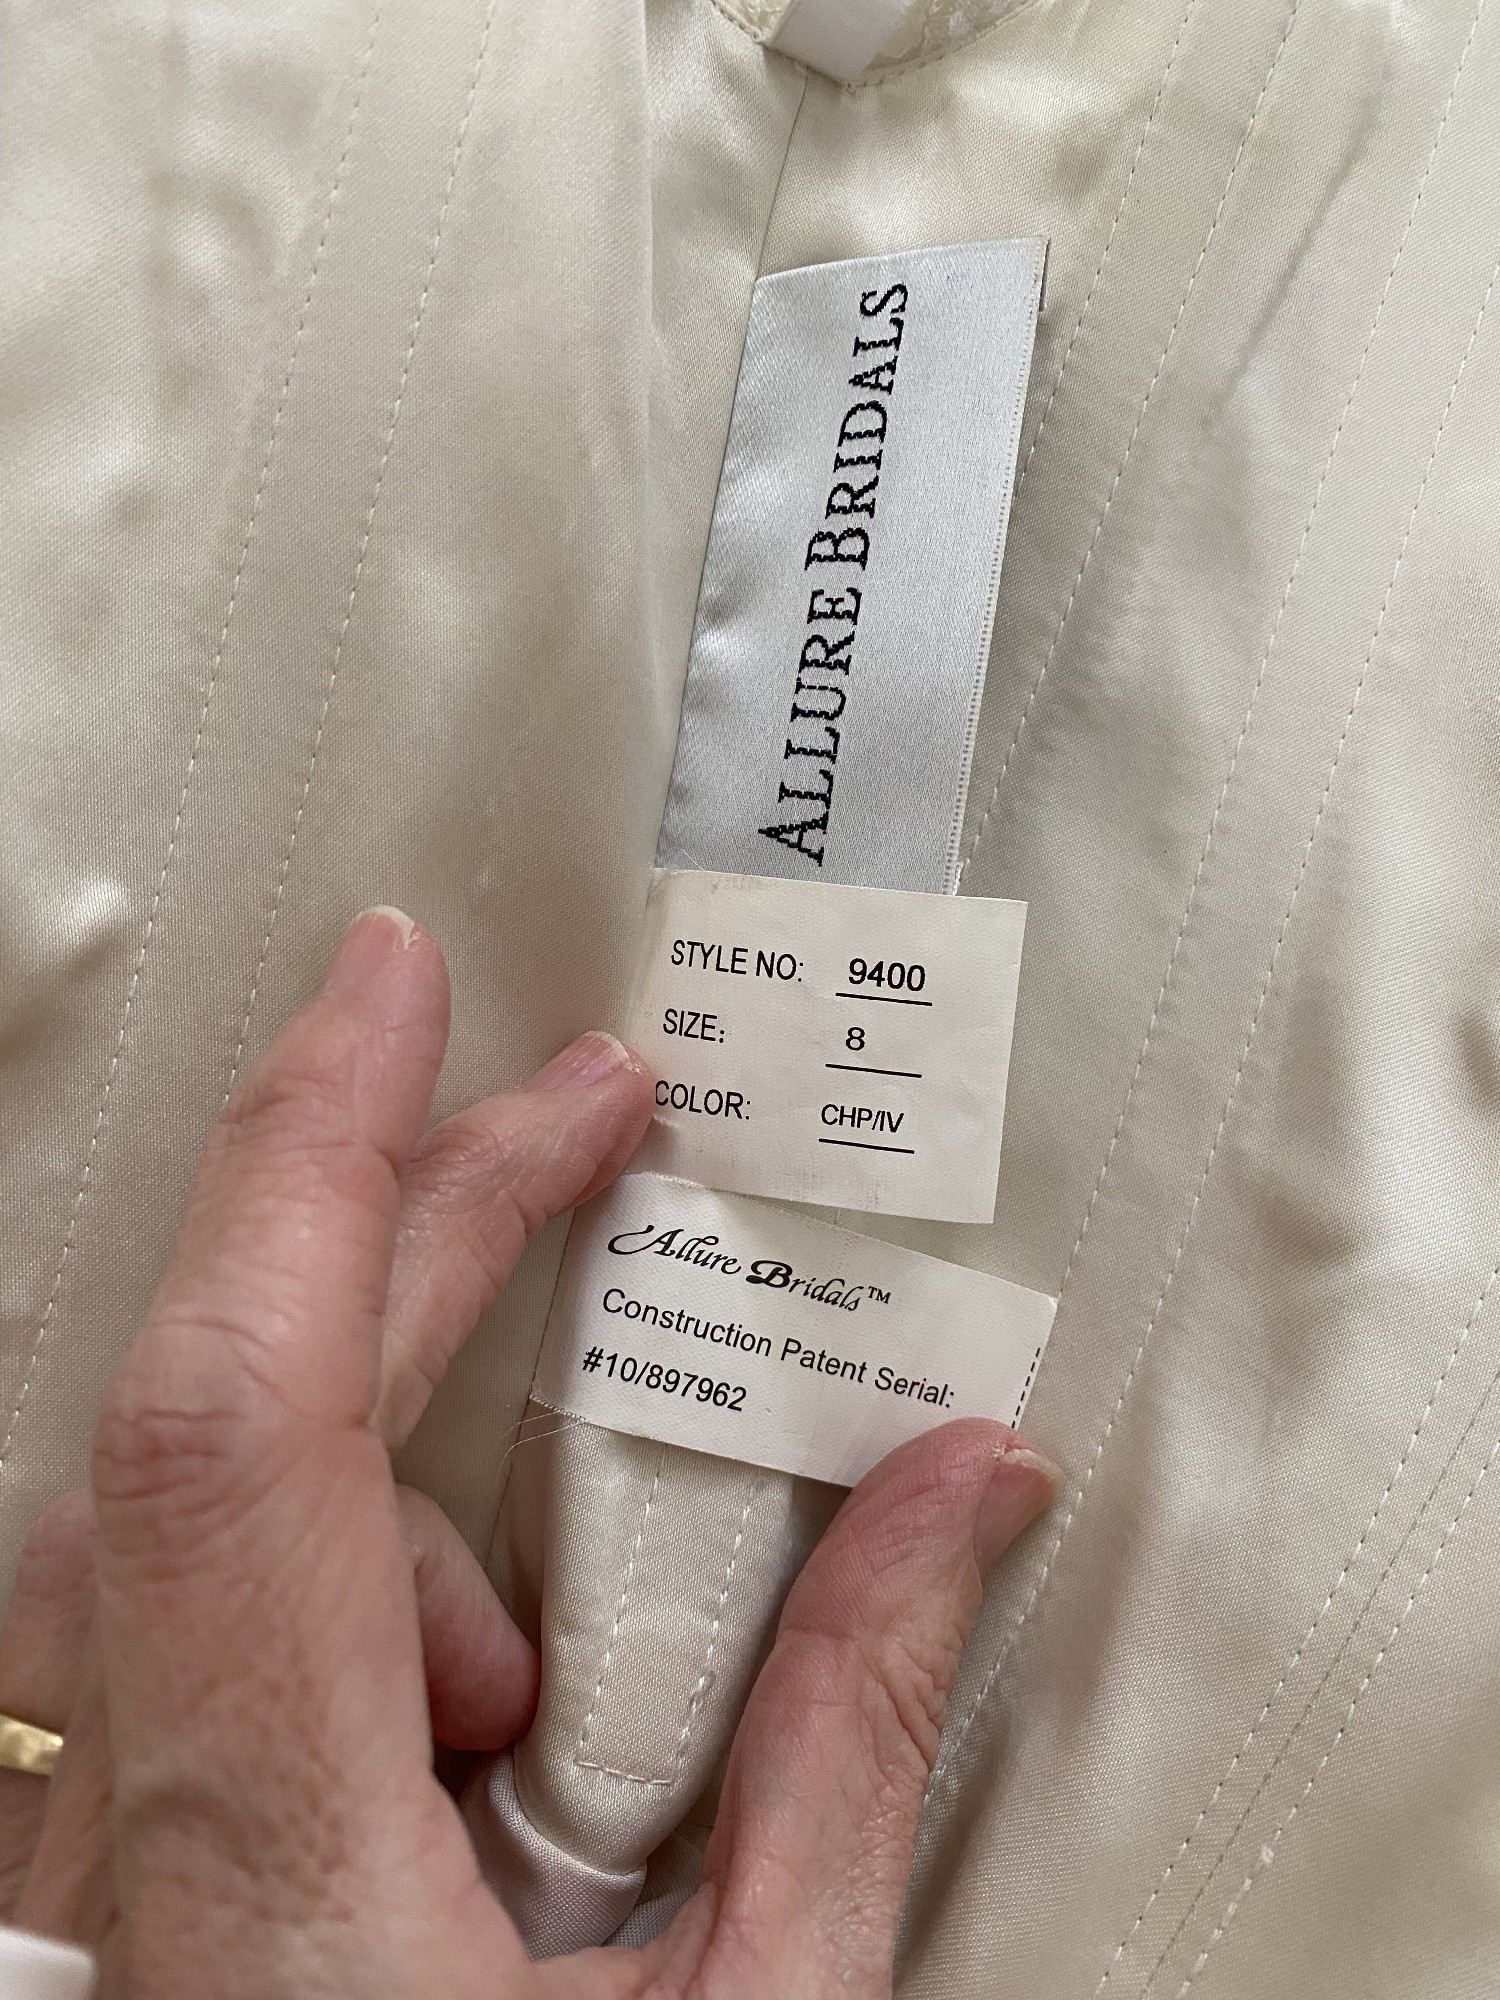 ALLURE BRIDALS
STYLE NO: 9400
SIZE: 8
COLOR: CHP/IV
Allure Bridals™
Construction Patent Serial:
#10/897962